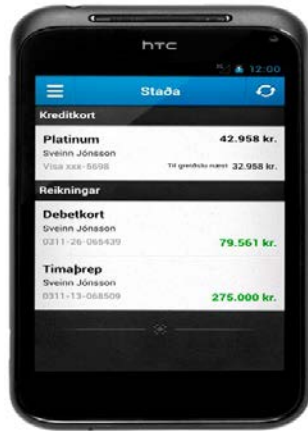 htc
12:00
Staða
Kreditkort
Platinum 42.958 kr.
Sveinn Jónsson
Visa xxx-5698 Til greiðslu næst 32.958 kr.
Reikningar
Debetkort
Sveinn Jónsson
0311-26-065439 79.561 kr.
Tímaþrep
Sveinn Jónsson
0311-13-068509 275.000 kr.